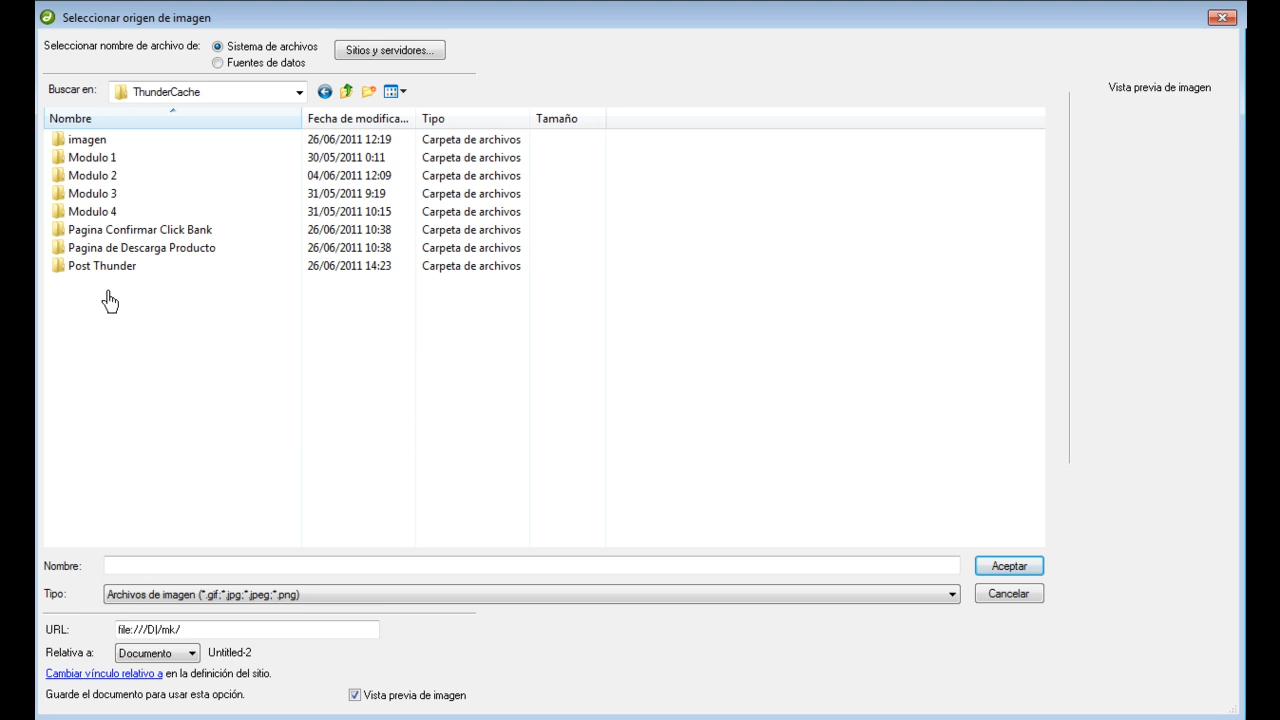 Seleccionar origen de imagen
Seleccionar nombre de archivo de: Sistema de archivos Sitios y servidores...
Fuentes de datos
Buscar en: ThunderCache Vista previa de imagen
Nombre Fecha de modifica... Tipo Tamaño
imagen 26/06/2011 12:19 Carpeta de archivos
Modulo 1 30/05/2011 0:11 Carpeta de archivos
Modulo 2 04/06/2011 12:09 Carpeta de archivos
Modulo 3 31/05/2011 9:19 Carpeta de archivos
Modulo 4 31/05/2011 10:15 Carpeta de archivos
Pagina Confirmar Click Bank 26/06/2011 10:38 Carpeta de archivos
Pagina de Descarga Producto 26/06/2011 10:38 Carpeta de archivos
Post Thunder 26/06/2011 14:23 Carpeta de archivos
Nombre: Aceptar
Tipo: Archivos de imagen (*.gif;*.jpg;*.jpeg;*.png) Cancelar
URL: file:///D|/mk/
Relativa a: Documento Untitled-2
Cambiar vínculo relativo a en la definición del sitio.
Guarde el documento para usar esta opción. Vista previa de imagen